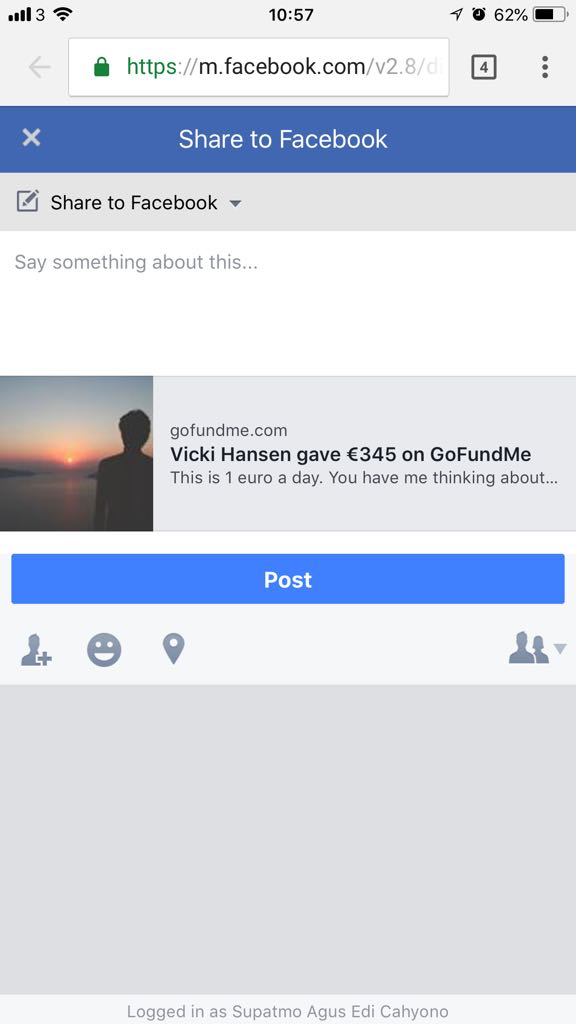 3 10:57 62%
https://m.facebook.com/v2.8/di
4
Share to Facebook
Share to Facebook
Say something about this...
gofundme.com
Vicki Hansen gave €345 on GoFundMe
This is 1 euro a day. You have me thinking about...
Post
Logged in as Supatmo Agus Edi Cahyono